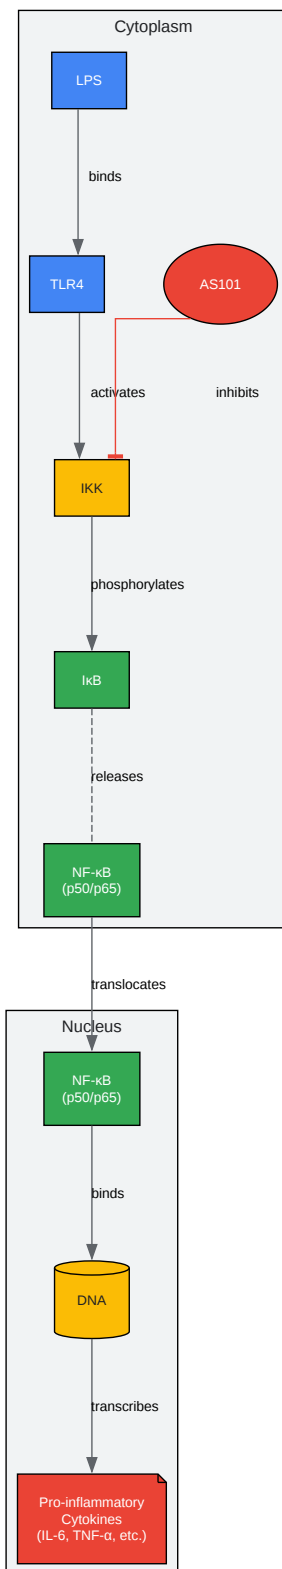 Cytoplasm
LPS
binds
TLR4
AS101
activates
inhibits
IKK
phosphorylates
IκB
releases
NF-κB
(p50/p65)
translocates
Nucleus
NF-κB
(p50/p65)
binds
DNA
transcribes
Pro-inflammatory
Cytokines
(IL-6, TNF-α, etc.)